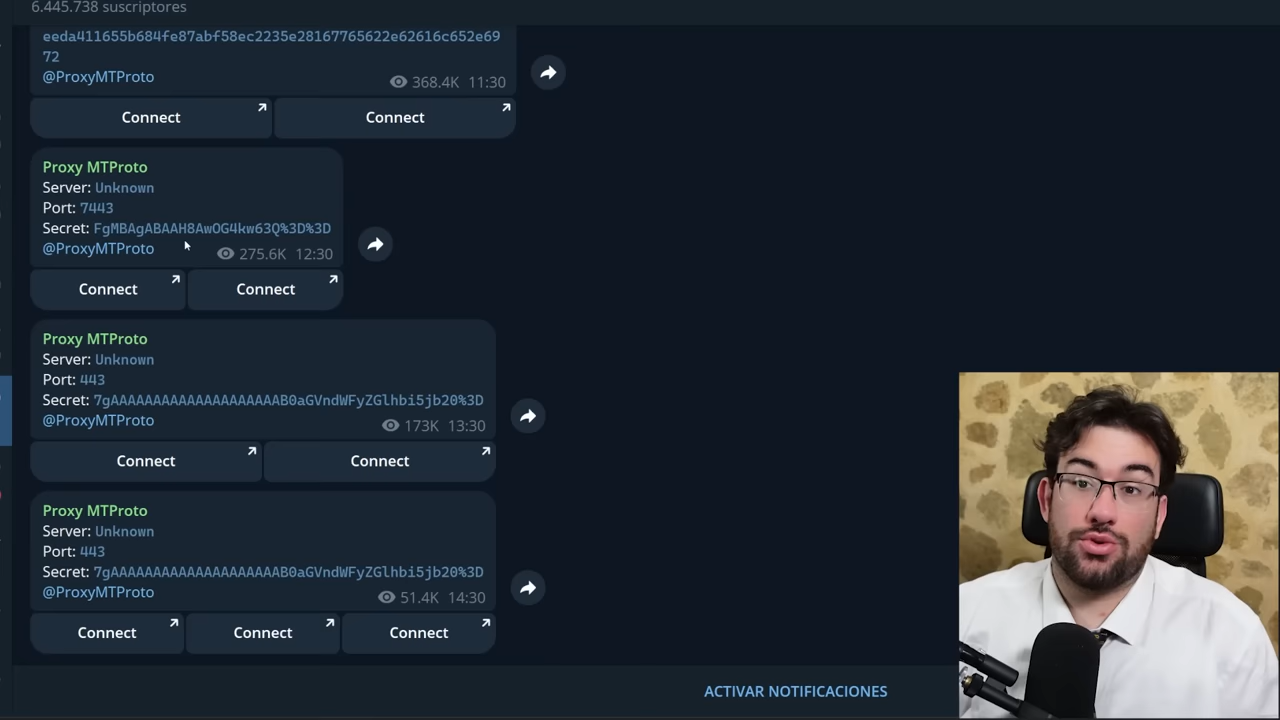 6.445.738 suscriptores
eeda411655b684fe87abf58ec2235e28167765622e62616c652e69
72
@ProxyMTProto
368.4K 11:30
Connect Connect
Proxy MTProto
Server: Unknown
Port: 7443
Secret: FgMBAgABAAH8AwOG4kw63Q%3D%3D
@ProxyMTProto
275.6K 12:30
Connect Connect
Proxy MTProto
Server: Unknown
Port: 443
Secret: 7gAAAAAAAAAAAAAAAAAAAAB0aGVndWFyZGlhbi5jb20%3D
@ProxyMTProto
173K 13:30
Connect Connect
Proxy MTProto
Server: Unknown
Port: 443
Secret: 7gAAAAAAAAAAAAAAAAAAAAB0aGVndWFyZGlhbi5jb20%3D
@ProxyMTProto
51.4K 14:30
Connect Connect Connect
ACTIVAR NOTIFICACIONES